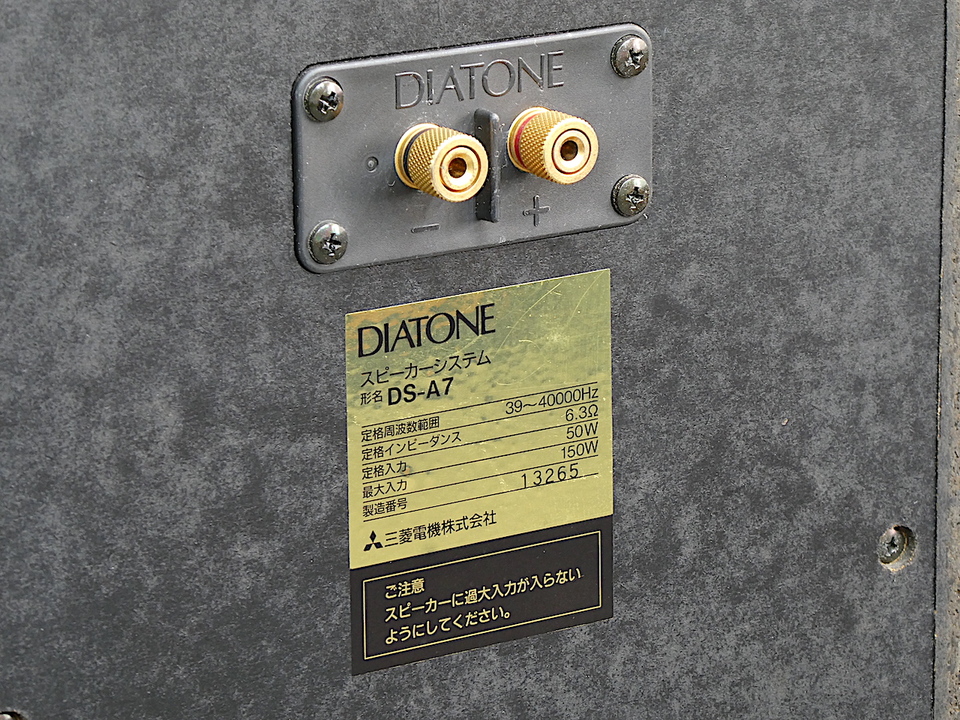 DIATONE
− +
DIATONE
スピーカーシステム
形名 DS-A7
定格周波数範囲 39～40000Hz
定格インピーダンス 6.3Ω
定格入力 50W
最大入力 150W
製造番号 13265
三菱電機株式会社
ご注意
スピーカーに過大入力が入らない
ようにしてください。